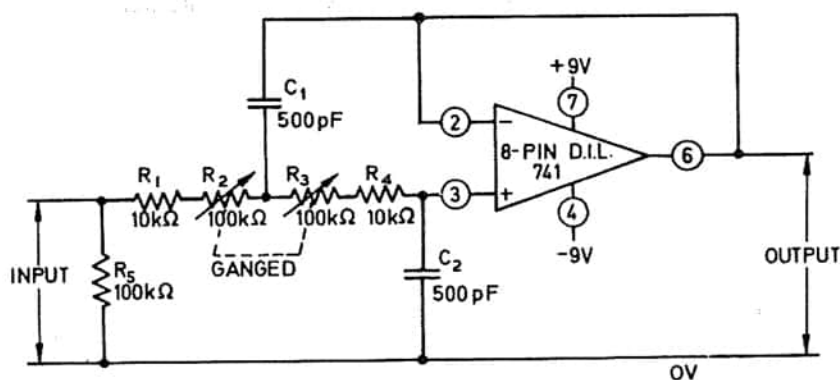 C1
500pF
+9V
7
2
−
8-PIN D.I.L.
741
6
3
+
4
-9V
R1
10kΩ
R2
100kΩ
R3
100kΩ
R4
10kΩ
GANGED
INPUT
R5
100kΩ
C2
500pF
OUTPUT
OV